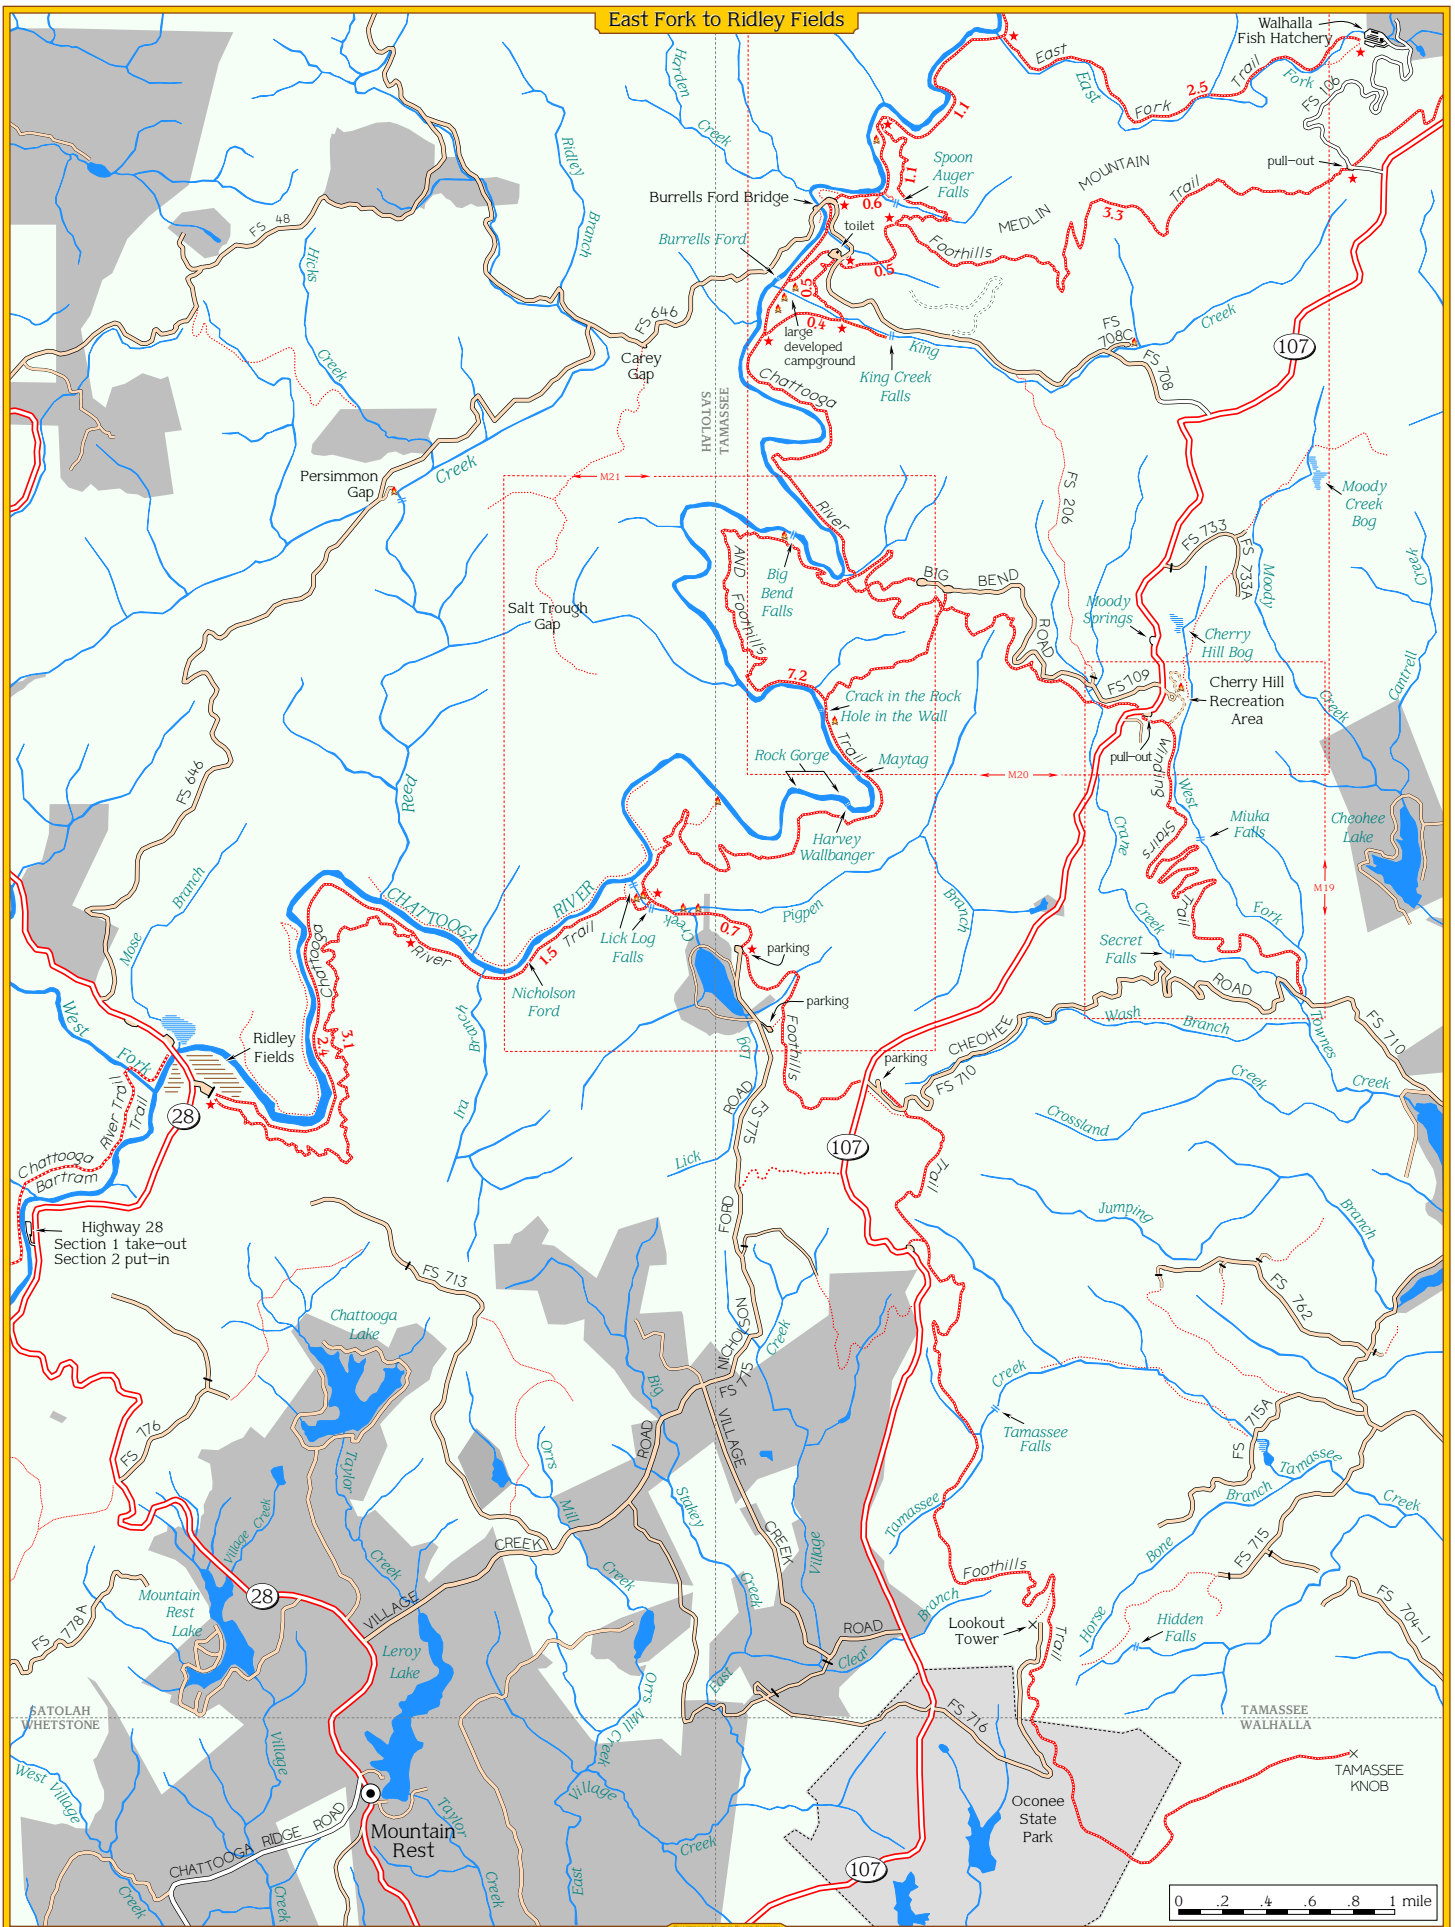 East Fork to Ridley Fields
Walhalla
Fish Hatchery
East
Fork
Trail
2.5
East
Fork
FS 106
Harden
Creek
1.1
Ridley
Branch
Spoon
Auger
Falls
1.1
pull-out
MEDLIN
MOUNTAIN
Foothills
3.3
Trail
Burrells Ford Bridge
0.6
toilet
Burrells Ford
0.5
0.5
0.4
large
developed
campground
King
King Creek
Falls
FS 48
Hicks
Creek
FS 646
Carey
Gap
FS
708C
FS 708
Creek
107
SATOLAH
TAMASSEE
Chattooga
River
Persimmon
Gap
Creek
M21
FS 206
Moody
Creek
Bog
FS 733
FS 733A
Moody
Creek
Creek
Cantrell
AND
Foothills
Big
Bend
Falls
BIG
BEND
ROAD
Salt Trough
Gap
Moody
Springs
Cherry
Hill Bog
FS 709
Cherry Hill
Recreation
Area
7.2
Crack in the Rock
Hole in the Wall
Trail
Rock Gorge
Maytag
pull-out
M20
Winding
Stairs
Trail
West
Fork
Harvey
Wallbanger
Miuka
Falls
Cheohee
Lake
Crane
Creek
M19
FS 646
Reed
Mose
Branch
CHATTOOGA
RIVER
Pigpen
Branch
Creek
Lick Log
Falls
0.7
parking
Secret
Falls
Chattooga
River
1.5
Trail
Nicholson
Ford
parking
ROAD
Wash
Branch
Townes
Creek
FS 710
CHEOHEE
FS 710
parking
West
Fork
Ridley
Fields
3.1
2.4
Ira
Branch
Log
Lick
ROAD
FS 775
Foothills
28
107
Crossland
Creek
River Trail
Trail
Chattooga
Bartram
Trail
Jumping
Branch
Highway 28
Section 1 take-out
Section 2 put-in
FORD
NICHOLSON
FS 713
FS 762
Chattooga
Lake
Creek
FS 715
Big
Stakey
Creek
Creek
Tamassee
Falls
Tamassee
FS 715A
FS 776
Taylor
Creek
Orrs
Mill
Creek
ROAD
VILLAGE
CREEK
Village
Tamassee
Creek
Branch
Bone
FS 715
Village Creek
CREEK
VILLAGE
Foothills
Trail
Branch
Mountain
Rest
Lake
28
FS 778A
Horse
Hidden
Falls
FS 704-1
Lookout
Tower
ROAD
Clear
East
Leroy
Lake
Orrs Mill Creek
SATOLAH
WHETSTONE
TAMASSEE
WALHALLA
FS 716
Village
Creek
West Village
Creek
TAMASSEE
KNOB
Oconee
State
Park
Mountain
Rest
CHATTOOGA RIDGE ROAD
Taylor
Creek
Village
Creek
East
107
0 .2 .4 .6 .8 1 mile